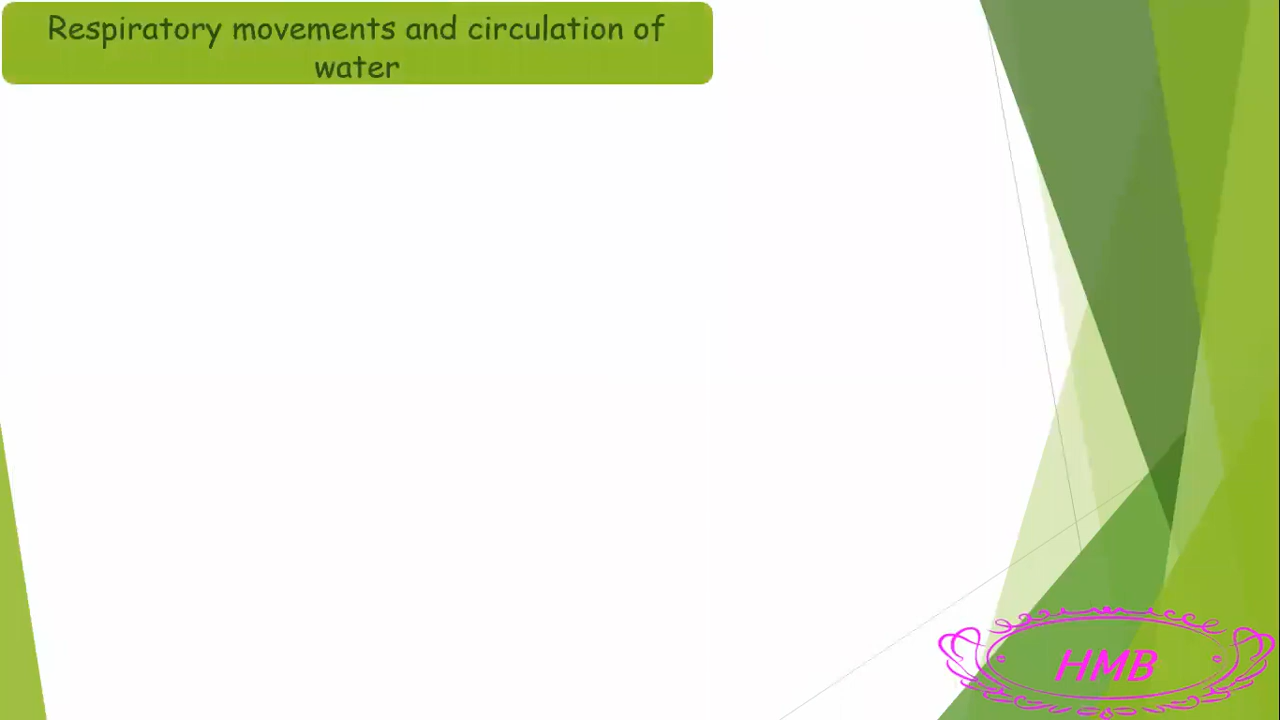 Respiratory movements and circulation of
water
HMB